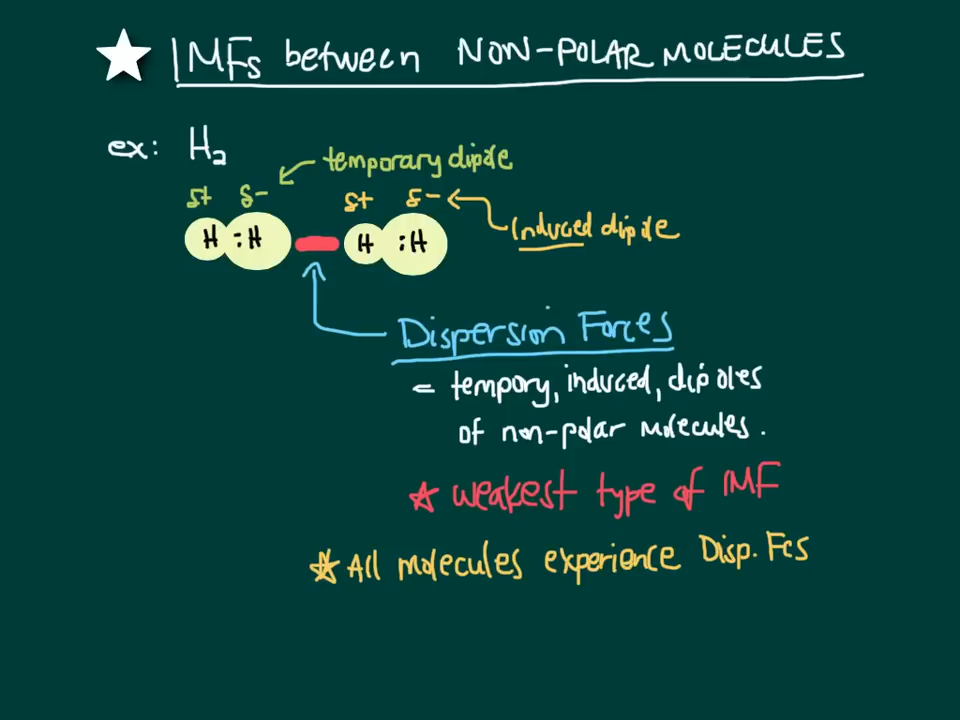 IMFs between NON-POLAR MOLECULES
ex: H₂
temporary dipole
δ+ δ- δ+ δ-
Induced dipole
H :H H :H
Dispersion Forces
= tempory, induced, dipoles
of non-polar molecules.
☆ weakest type of IMF
☆ All molecules experience Disp. Fcs